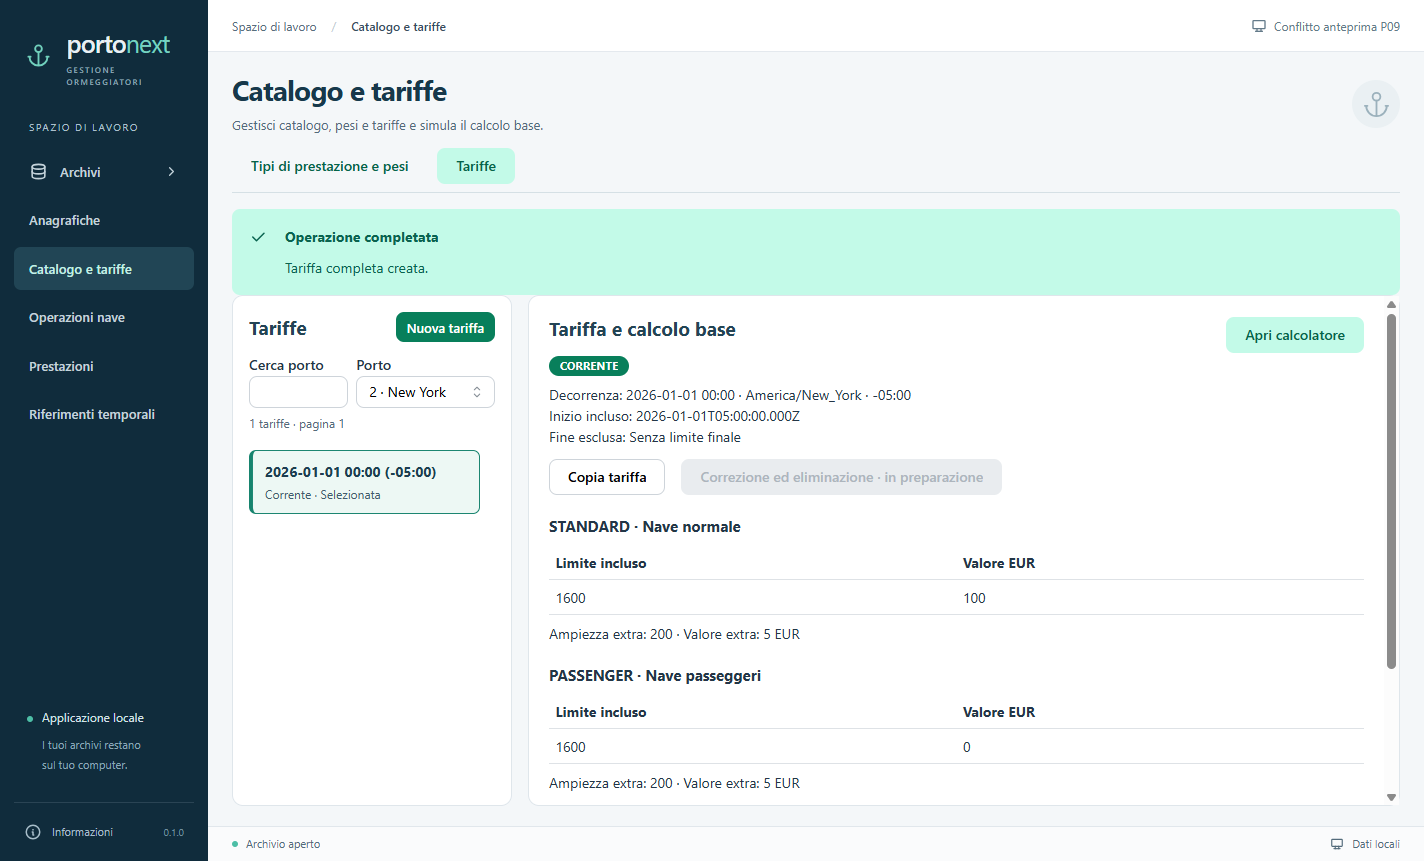 portonext
GESTIONE
ORMEGGIATORI
SPAZIO DI LAVORO
Archivi
Anagrafiche
Catalogo e tariffe
Operazioni nave
Prestazioni
Riferimenti temporali
Applicazione locale
I tuoi archivi restano
sul tuo computer.
Informazioni 0.1.0
Spazio di lavoro / Catalogo e tariffe
Conflitto anteprima P09
Catalogo e tariffe
Gestisci catalogo, pesi e tariffe e simula il calcolo base.
Tipi di prestazione e pesi Tariffe
Operazione completata
Tariffa completa creata.
Tariffe Nuova tariffa
Cerca porto Porto
2 · New York
1 tariffe · pagina 1
2026-01-01 00:00 (-05:00)
Corrente · Selezionata
Tariffa e calcolo base
Apri calcolatore
CORRENTE
Decorrenza: 2026-01-01 00:00 · America/New_York · -05:00
Inizio incluso: 2026-01-01T05:00:00.000Z
Fine esclusa: Senza limite finale
Copia tariffa Correzione ed eliminazione · in preparazione
STANDARD · Nave normale
Limite incluso Valore EUR
1600 100
Ampiezza extra: 200 · Valore extra: 5 EUR
PASSENGER · Nave passeggeri
Limite incluso Valore EUR
1600 0
Ampiezza extra: 200 · Valore extra: 5 EUR
Archivio aperto
Dati locali